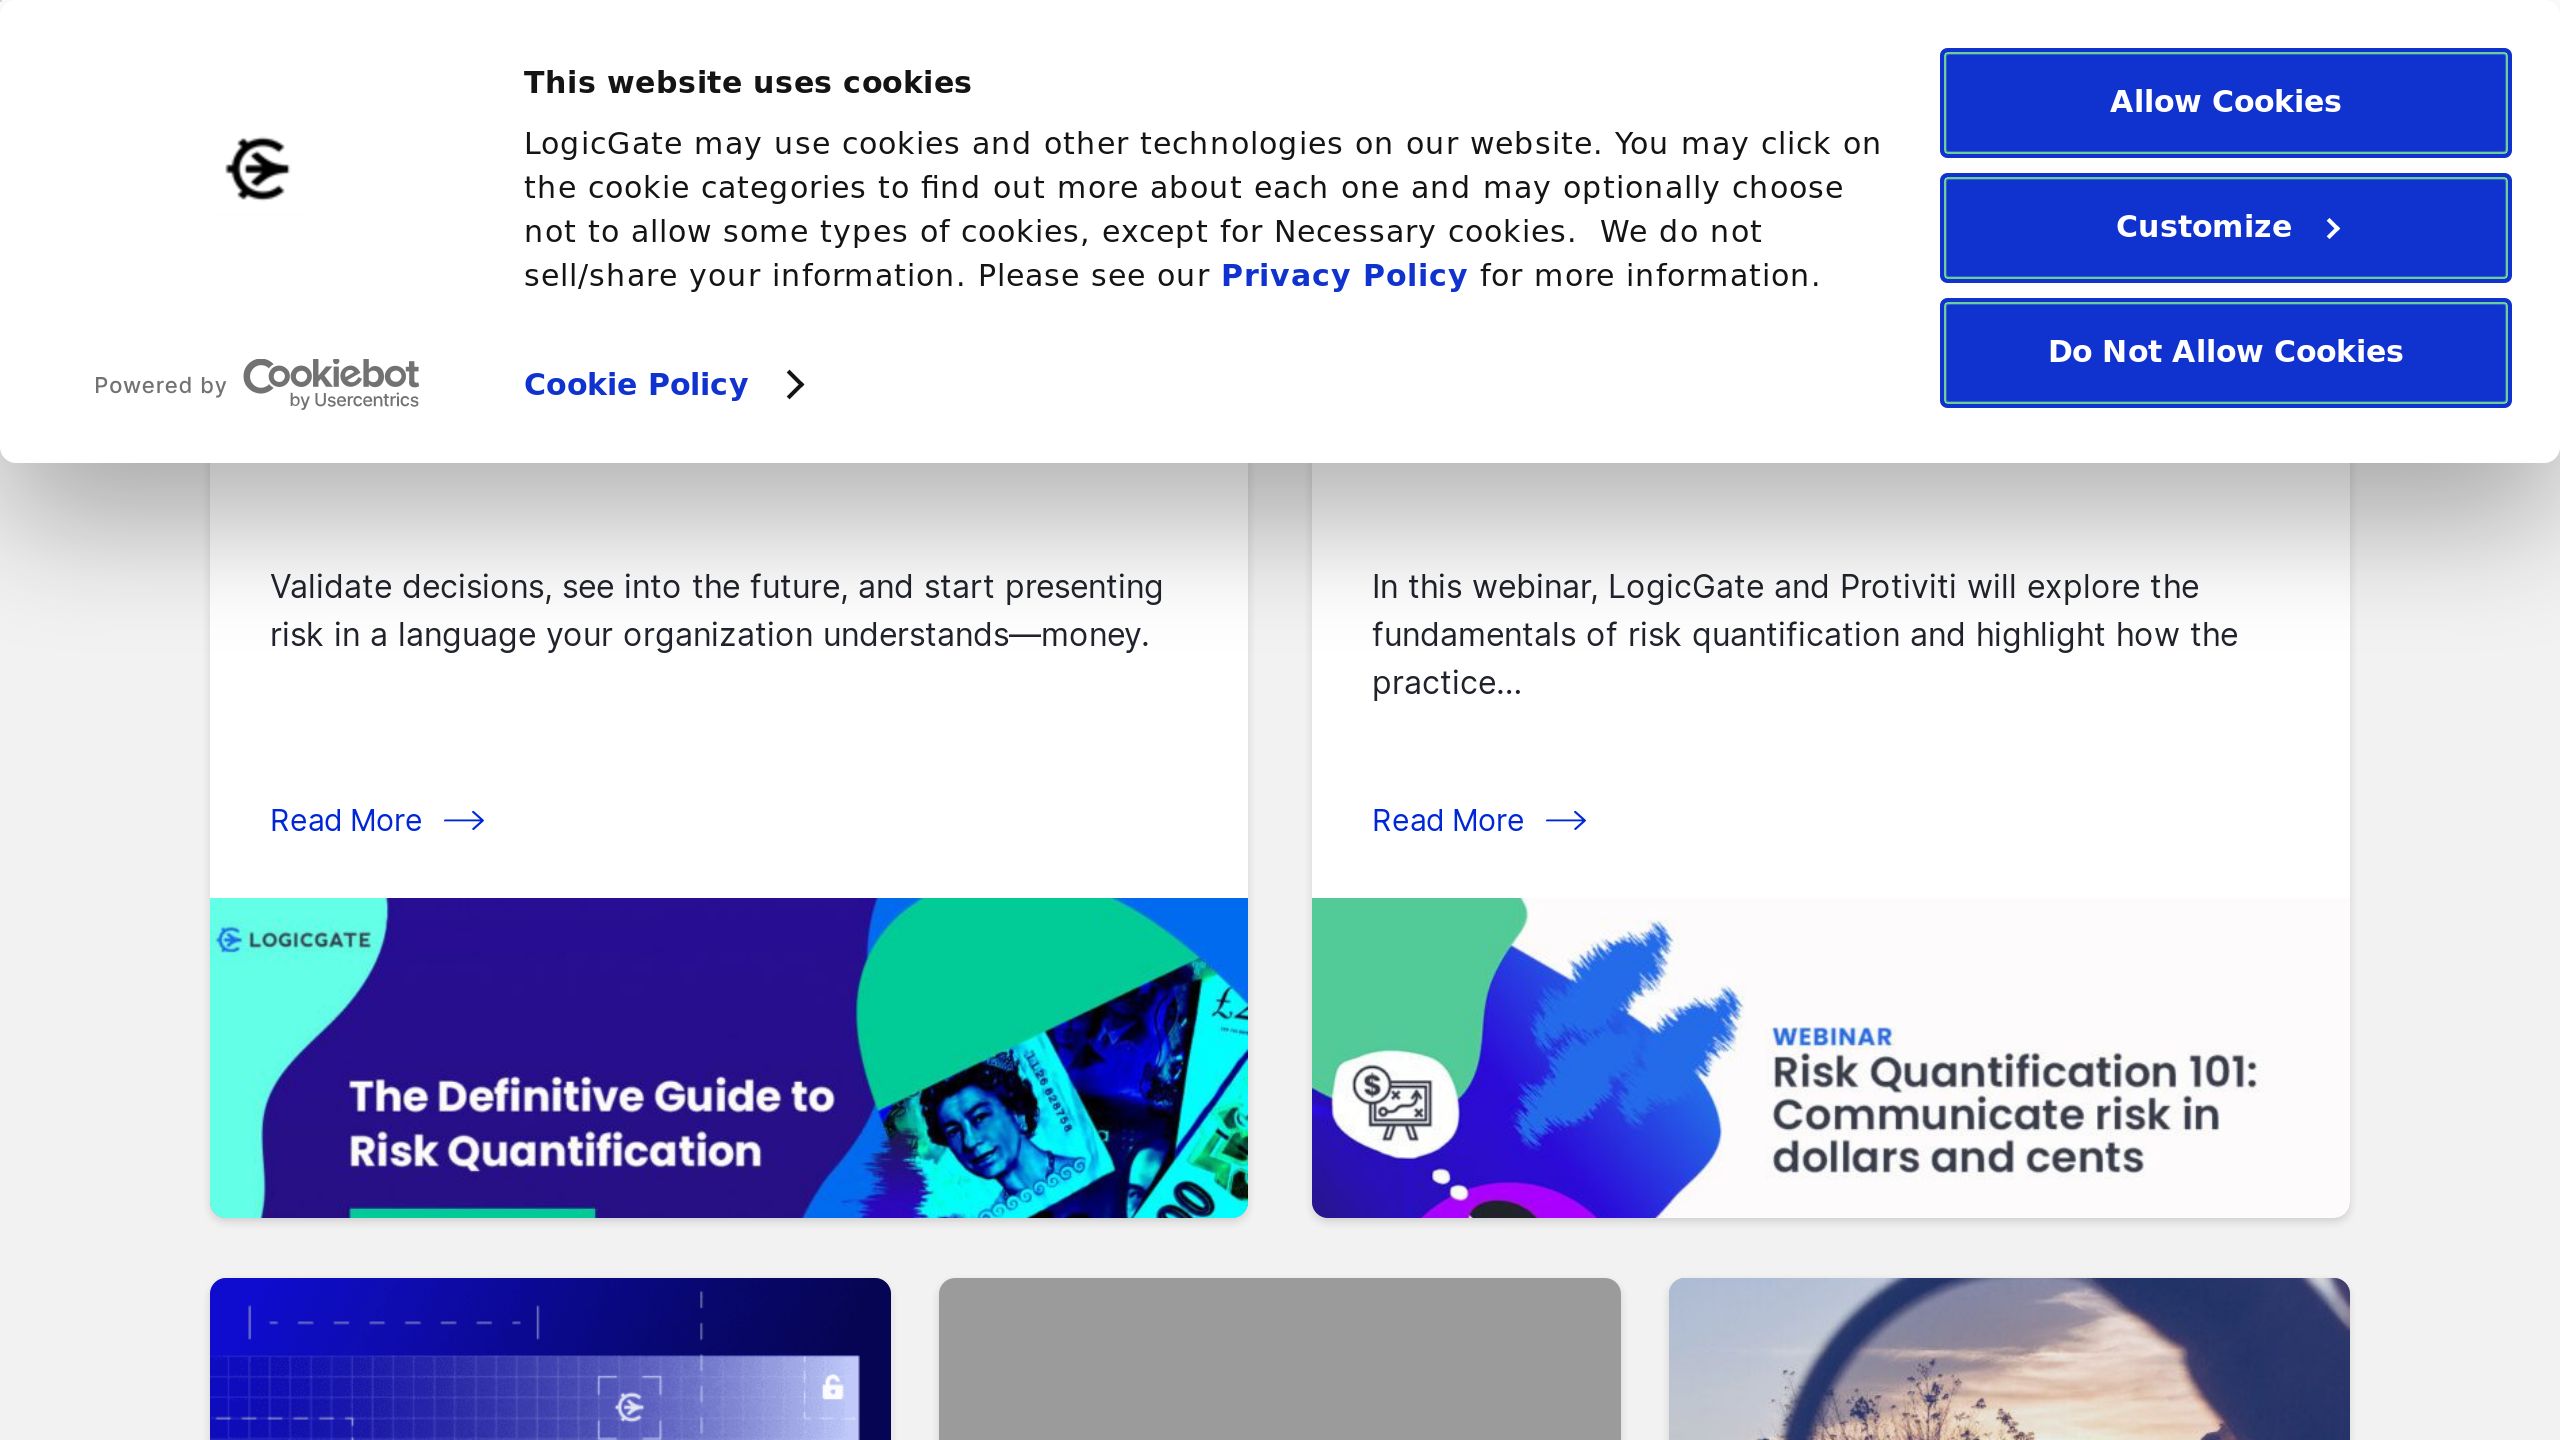 This website uses cookies
LogicGate may use cookies and other technologies on our website. You may click on
the cookie categories to find out more about each one and may optionally choose
not to allow some types of cookies, except for Necessary cookies.  We do not
sell/share your information. Please see our Privacy Policy for more information.
Powered by Cookiebot
by Usercentrics
Cookie Policy
Allow Cookies
Customize
Do Not Allow Cookies
Validate decisions, see into the future, and start presenting
risk in a language your organization understands—money.
Read More
LOGICGATE
The Definitive Guide to
Risk Quantification
In this webinar, LogicGate and Protiviti will explore the
fundamentals of risk quantification and highlight how the
practice...
Read More
WEBINAR
Risk Quantification 101:
Communicate risk in
dollars and cents